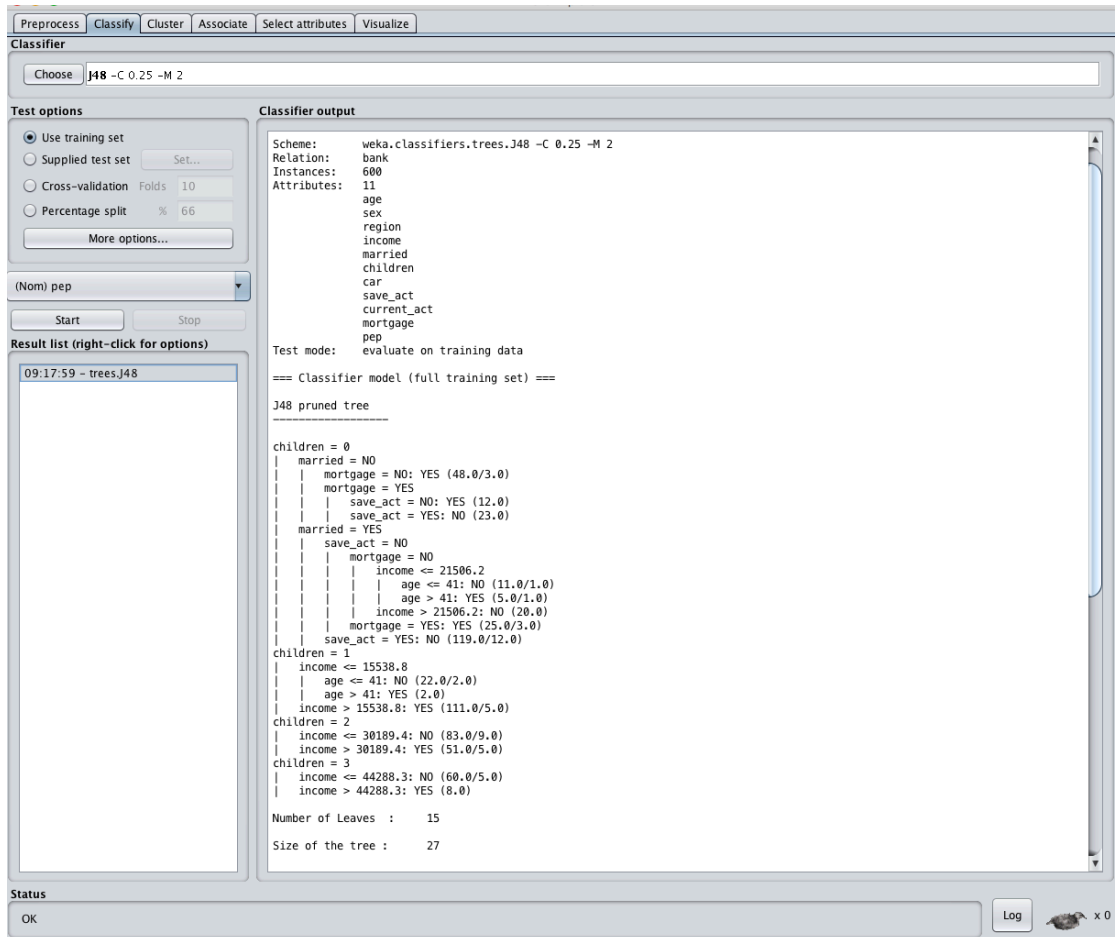 Preprocess Classify Cluster Associate Select attributes Visualize
Classifier
Choose J48 -C 0.25 -M 2
Test options
Use training set
Supplied test set Set...
Cross-validation Folds 10
Percentage split % 66
More options...
(Nom) pep
Start Stop
Result list (right-click for options)
09:17:59 - trees.J48
Classifier output
Scheme: weka.classifiers.trees.J48 -C 0.25 -M 2
Relation: bank
Instances: 600
Attributes: 11
age
sex
region
income
married
children
car
save_act
current_act
mortgage
pep
Test mode: evaluate on training data
=== Classifier model (full training set) ===
J48 pruned tree
------------------
children = 0
|   married = NO
|   |   mortgage = NO: YES (48.0/3.0)
|   |   mortgage = YES
|   |   |   save_act = NO: YES (12.0)
|   |   |   save_act = YES: NO (23.0)
|   married = YES
|   |   save_act = NO
|   |   |   mortgage = NO
|   |   |   |   income <= 21506.2
|   |   |   |   |   age <= 41: NO (11.0/1.0)
|   |   |   |   |   age > 41: YES (5.0/1.0)
|   |   |   |   income > 21506.2: NO (20.0)
|   |   |   mortgage = YES: YES (25.0/3.0)
|   |   save_act = YES: NO (119.0/12.0)
children = 1
|   income <= 15538.8
|   |   age <= 41: NO (22.0/2.0)
|   |   age > 41: YES (2.0)
|   income > 15538.8: YES (111.0/5.0)
children = 2
|   income <= 30189.4: NO (83.0/9.0)
|   income > 30189.4: YES (51.0/5.0)
children = 3
|   income <= 44288.3: NO (60.0/5.0)
|   income > 44288.3: YES (8.0)
Number of Leaves  :     15
Size of the tree :     27
Status
OK
Log x 0